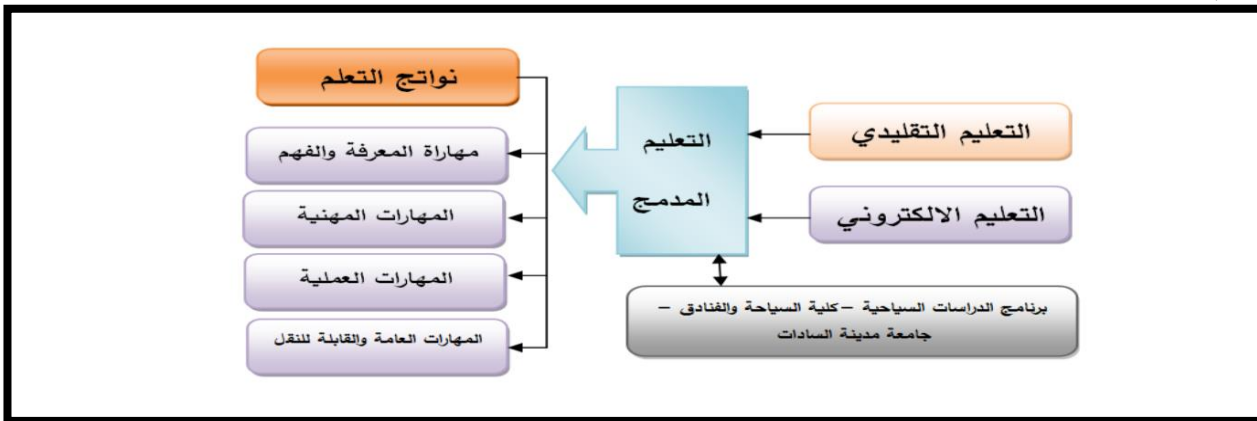 التعليم التقليدي
التعليم الالكتروني
التعليم
المدمج
برنامج الدراسات السياحية – كلية السياحة والفنادق –
جامعة مدينة السادات
نواتج التعلم
مهاراة المعرفة والفهم
المهارات المهنية
المهارات العملية
المهارات العامة والقابلة للنقل